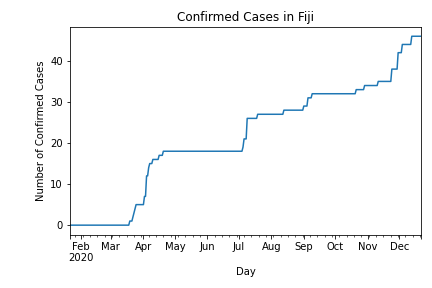 Confirmed Cases in Fiji
Number of Confirmed Cases
40
30
20
10
0
Feb Mar Apr May Jun Jul Aug Sep Oct Nov Dec
2020
Day